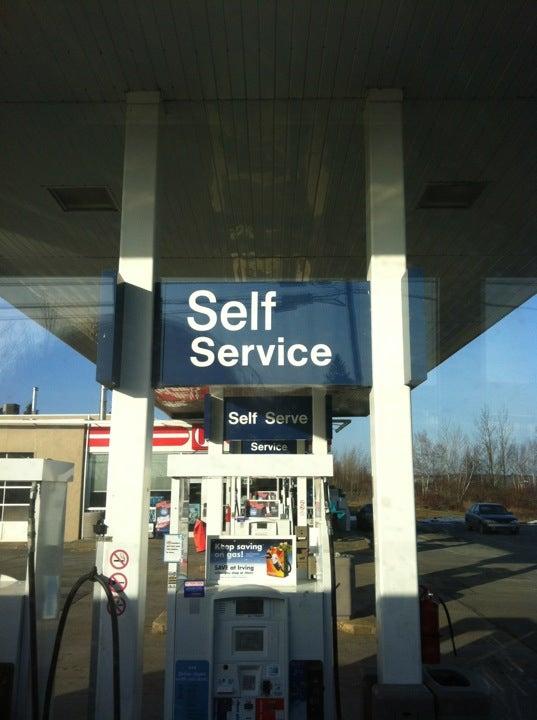 Self
Service
Self Serve
Service
Keep saving
on gas!
SAVE at Irving